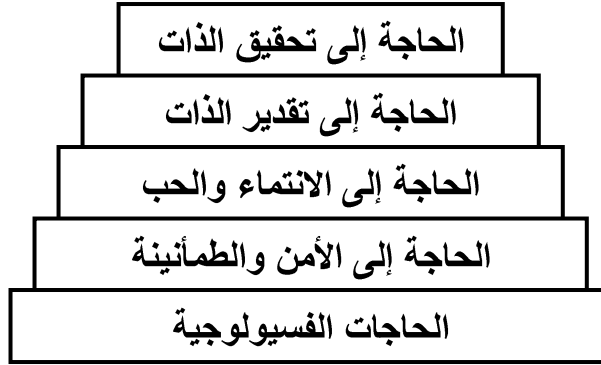 الحاجة إلى تحقيق الذات
الحاجة إلى تقدير الذات
الحاجة إلى الانتماء والحب
الحاجة إلى الأمن والطمأنينة
الحاجات الفسيولوجية